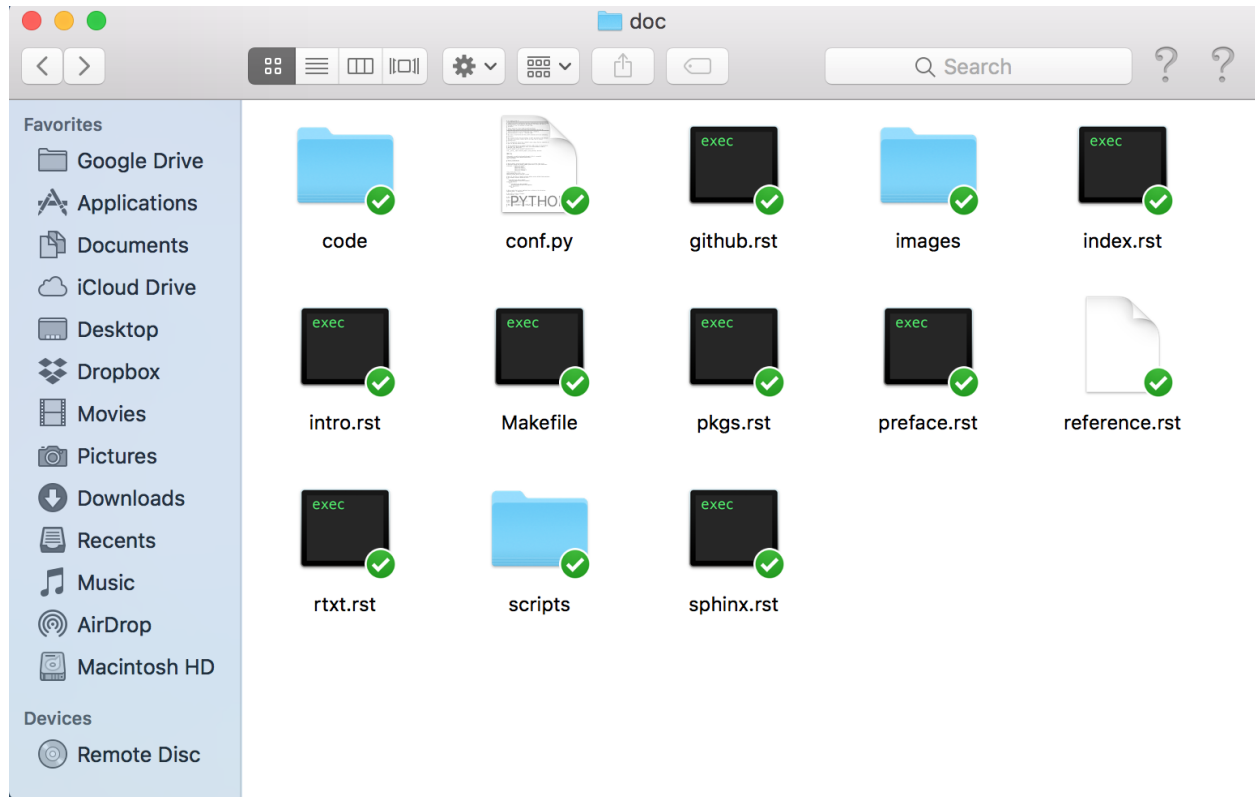 doc
Search
Favorites
Google Drive
Applications
Documents
iCloud Drive
Desktop
Dropbox
Movies
Pictures
Downloads
Recents
Music
AirDrop
Macintosh HD
Devices
Remote Disc
PYTHO
exec
exec
code
conf.py
github.rst
images
index.rst
exec
exec
exec
exec
intro.rst
Makefile
pkgs.rst
preface.rst
reference.rst
exec
exec
rtxt.rst
scripts
sphinx.rst